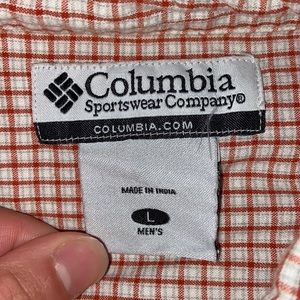 Columbia
Sportswear Company®
COLUMBIA.COM
MADE IN INDIA
L
MEN'S